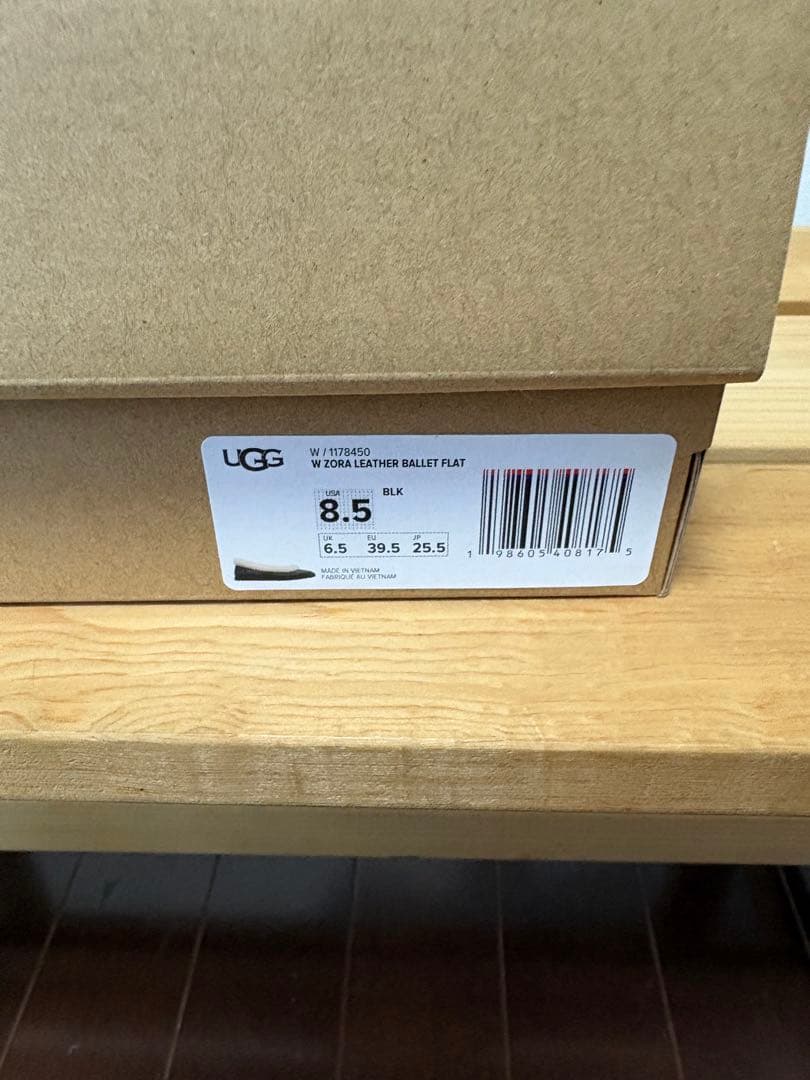 UGG
W / 1178450
W ZORA LEATHER BALLET FLAT
BLK
USA
8.5
UK EU JP
6.5 39.5 25.5
MADE IN VIETNAM
FABRIQUÉ AU VIETNAM
1 98605 40817 5